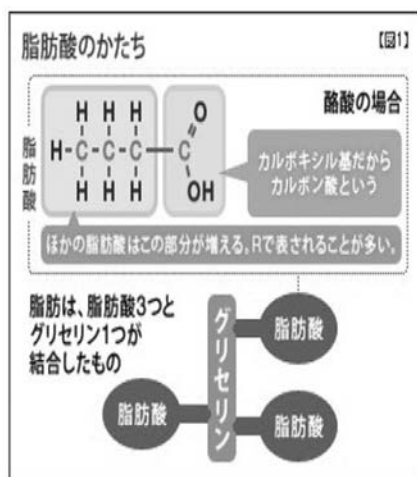 脂肪酸のかたち
【図1】
酪酸の場合
脂肪酸
H H H
H-C-C-C-C
O
OH
H H H
カルボキシル基だから
カルボン酸という
ほかの脂肪酸はこの部分が増える。Rで表されることが多い。
脂肪は、脂肪酸3つと
グリセリン1つが
結合したもの
グリセリン
脂肪酸
脂肪酸
脂肪酸